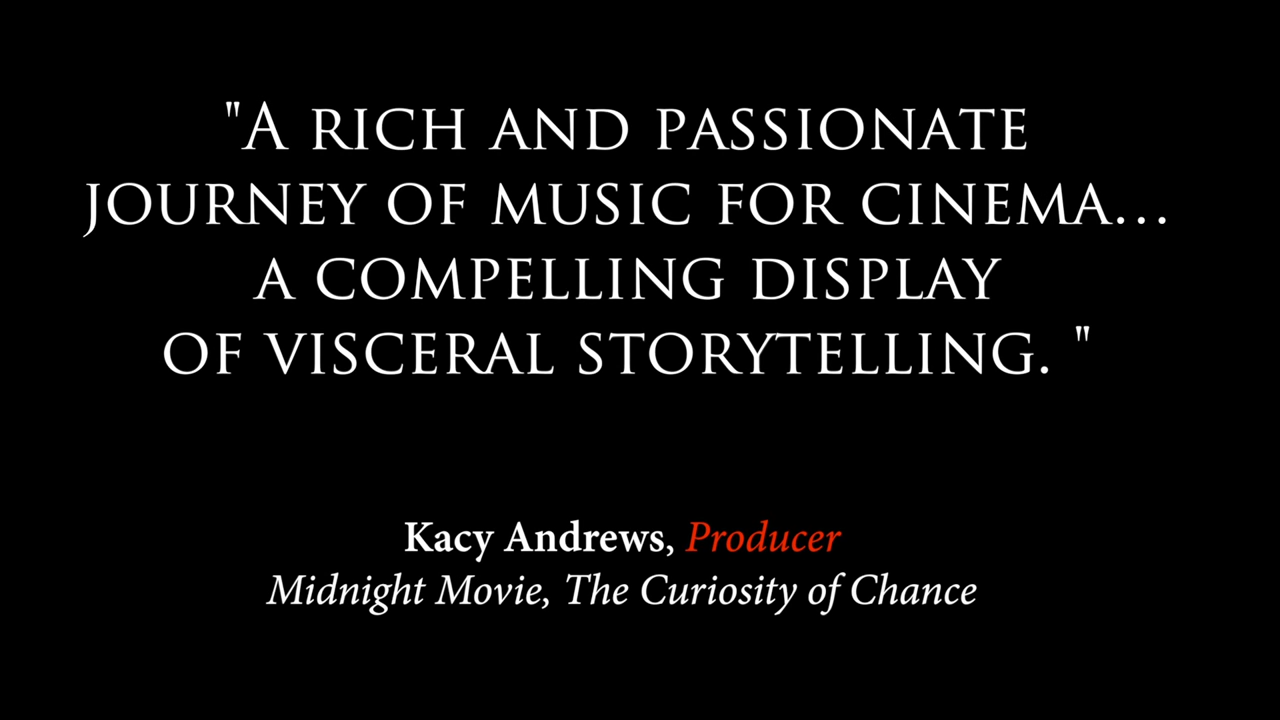 "A RICH AND PASSIONATE
JOURNEY OF MUSIC FOR CINEMA...
A COMPELLING DISPLAY
OF VISCERAL STORYTELLING. "
Kacy Andrews, Producer
Midnight Movie, The Curiosity of Chance